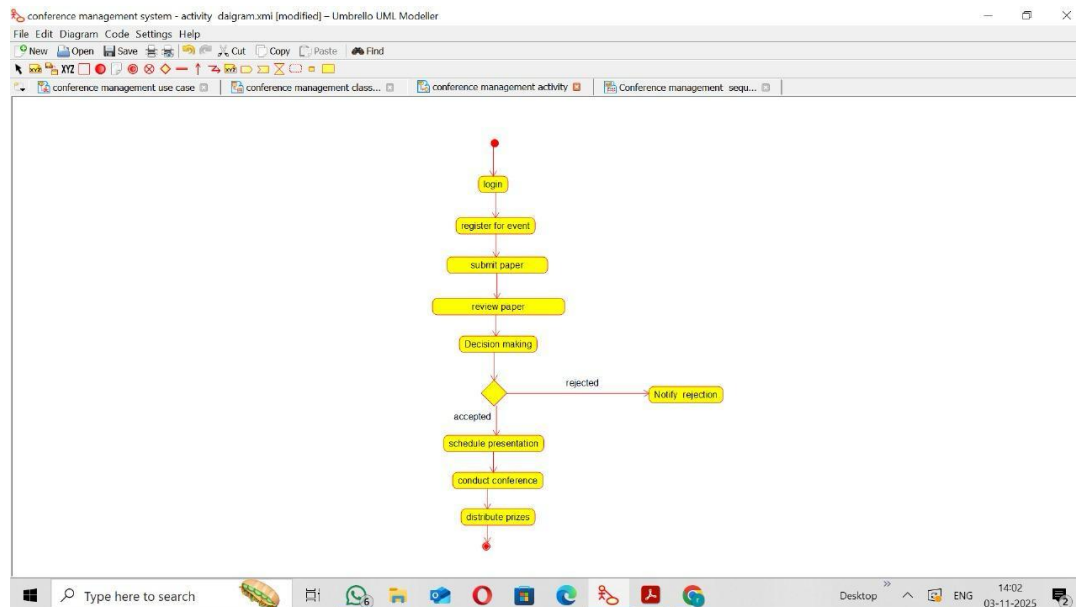 conference management system - activity daigram.xmi [modified] – Umbrello UML Modeller
File Edit Diagram Code Settings Help
New Open Save Cut Copy Paste Find
XYZ
conference management use case conference management class... conference management activity Conference management sequ...
login
register for event
submit paper
review paper
Decision making
rejected
Notify rejection
accepted
schedule presentation
conduct conference
distribute prizes
Type here to search 6 Desktop ENG 14:02 2
03-11-2025